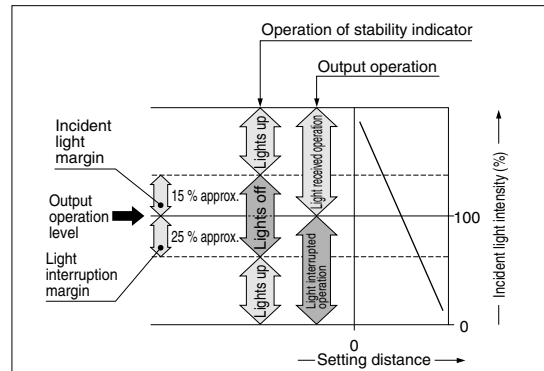 Operation of stability indicator
Output operation
Incident
light
margin
15 % approx.
Output
operation
level
25 % approx.
Light
interruption
margin
Lights up
Lights off
Lights up
Light received operation
Light interrupted
operation
100
0
Incident light intensity (%)
0
Setting distance